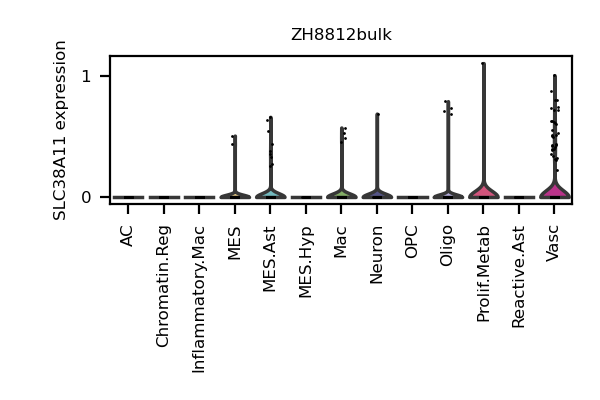 ZH8812bulk
SLC38A11 expression
1
0
AC
Chromatin.Reg
Inflammatory.Mac
MES
MES.Ast
MES.Hyp
Mac
Neuron
OPC
Oligo
Prolif.Metab
Reactive.Ast
Vasc